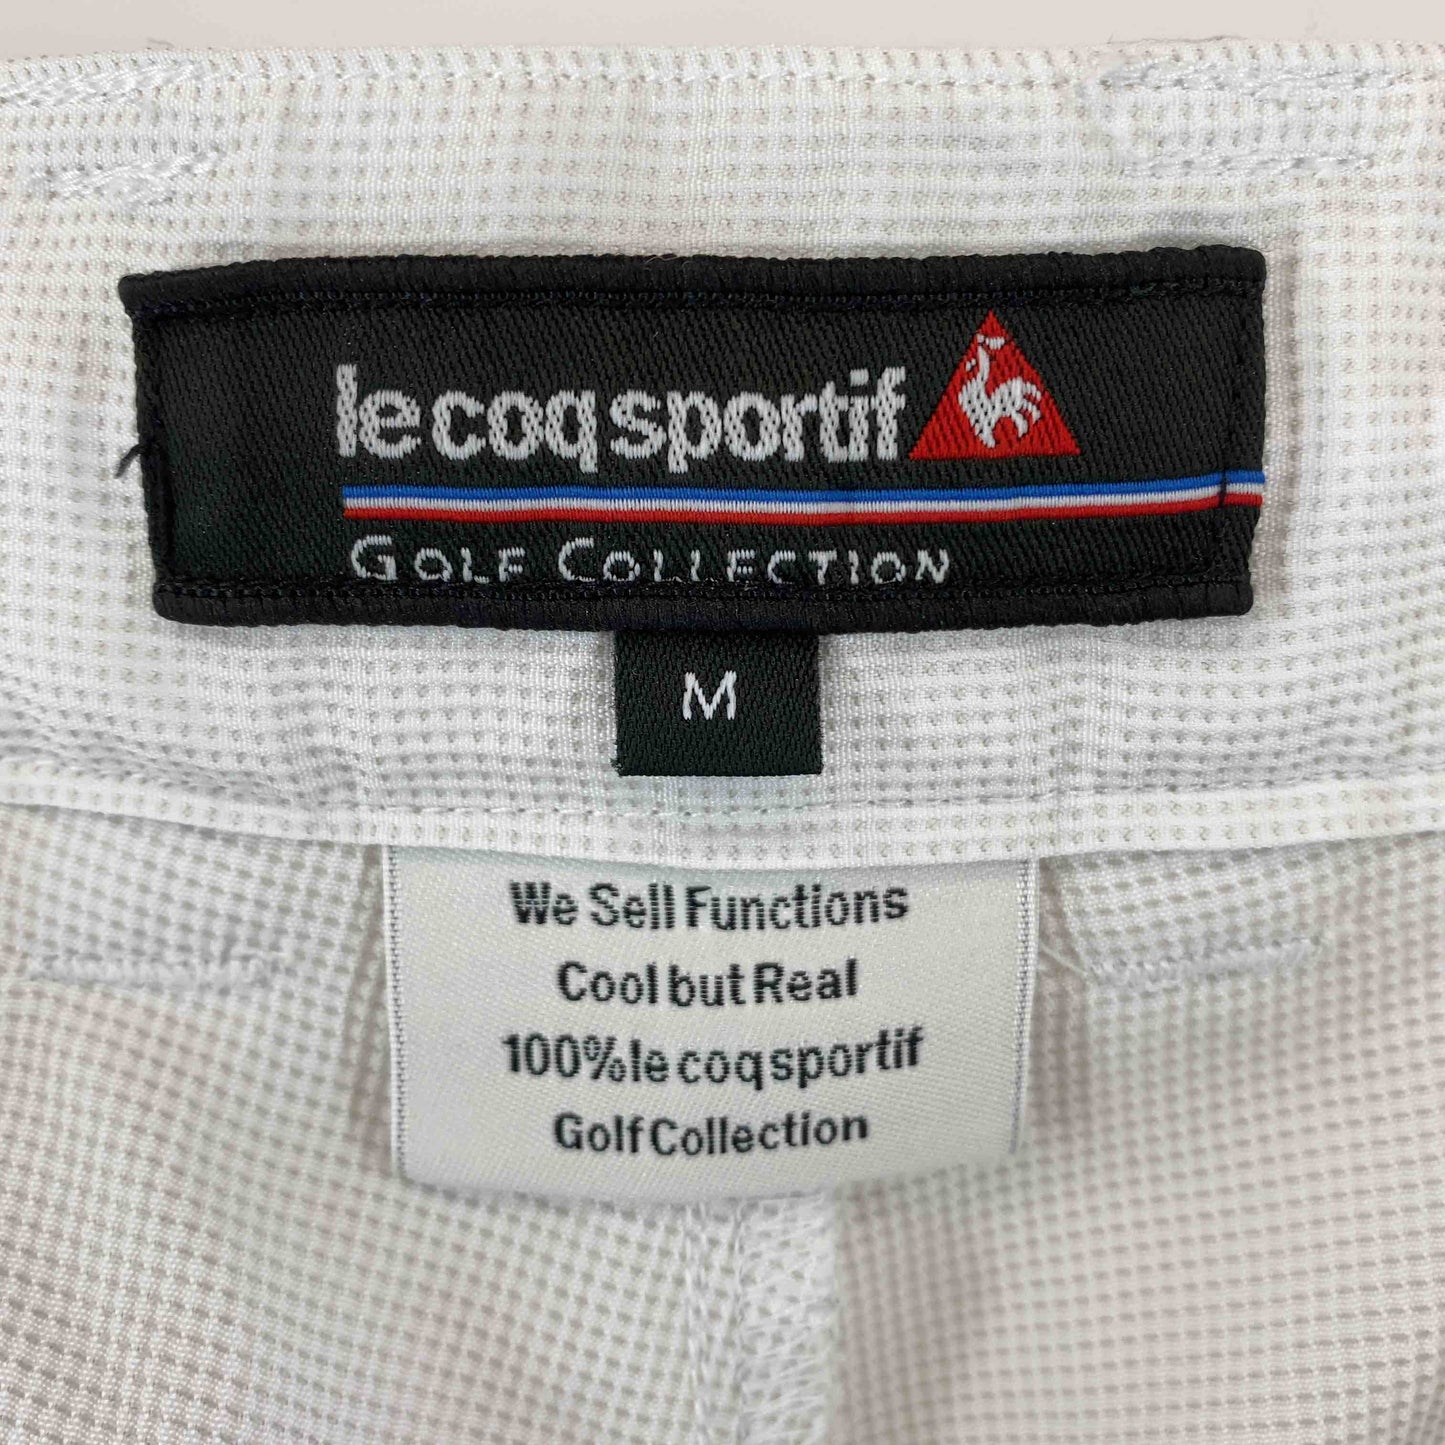 le coq sportif
GOLF COLLECTION
M
We Sell Functions
Cool but Real
100% le coq sportif
Golf Collection